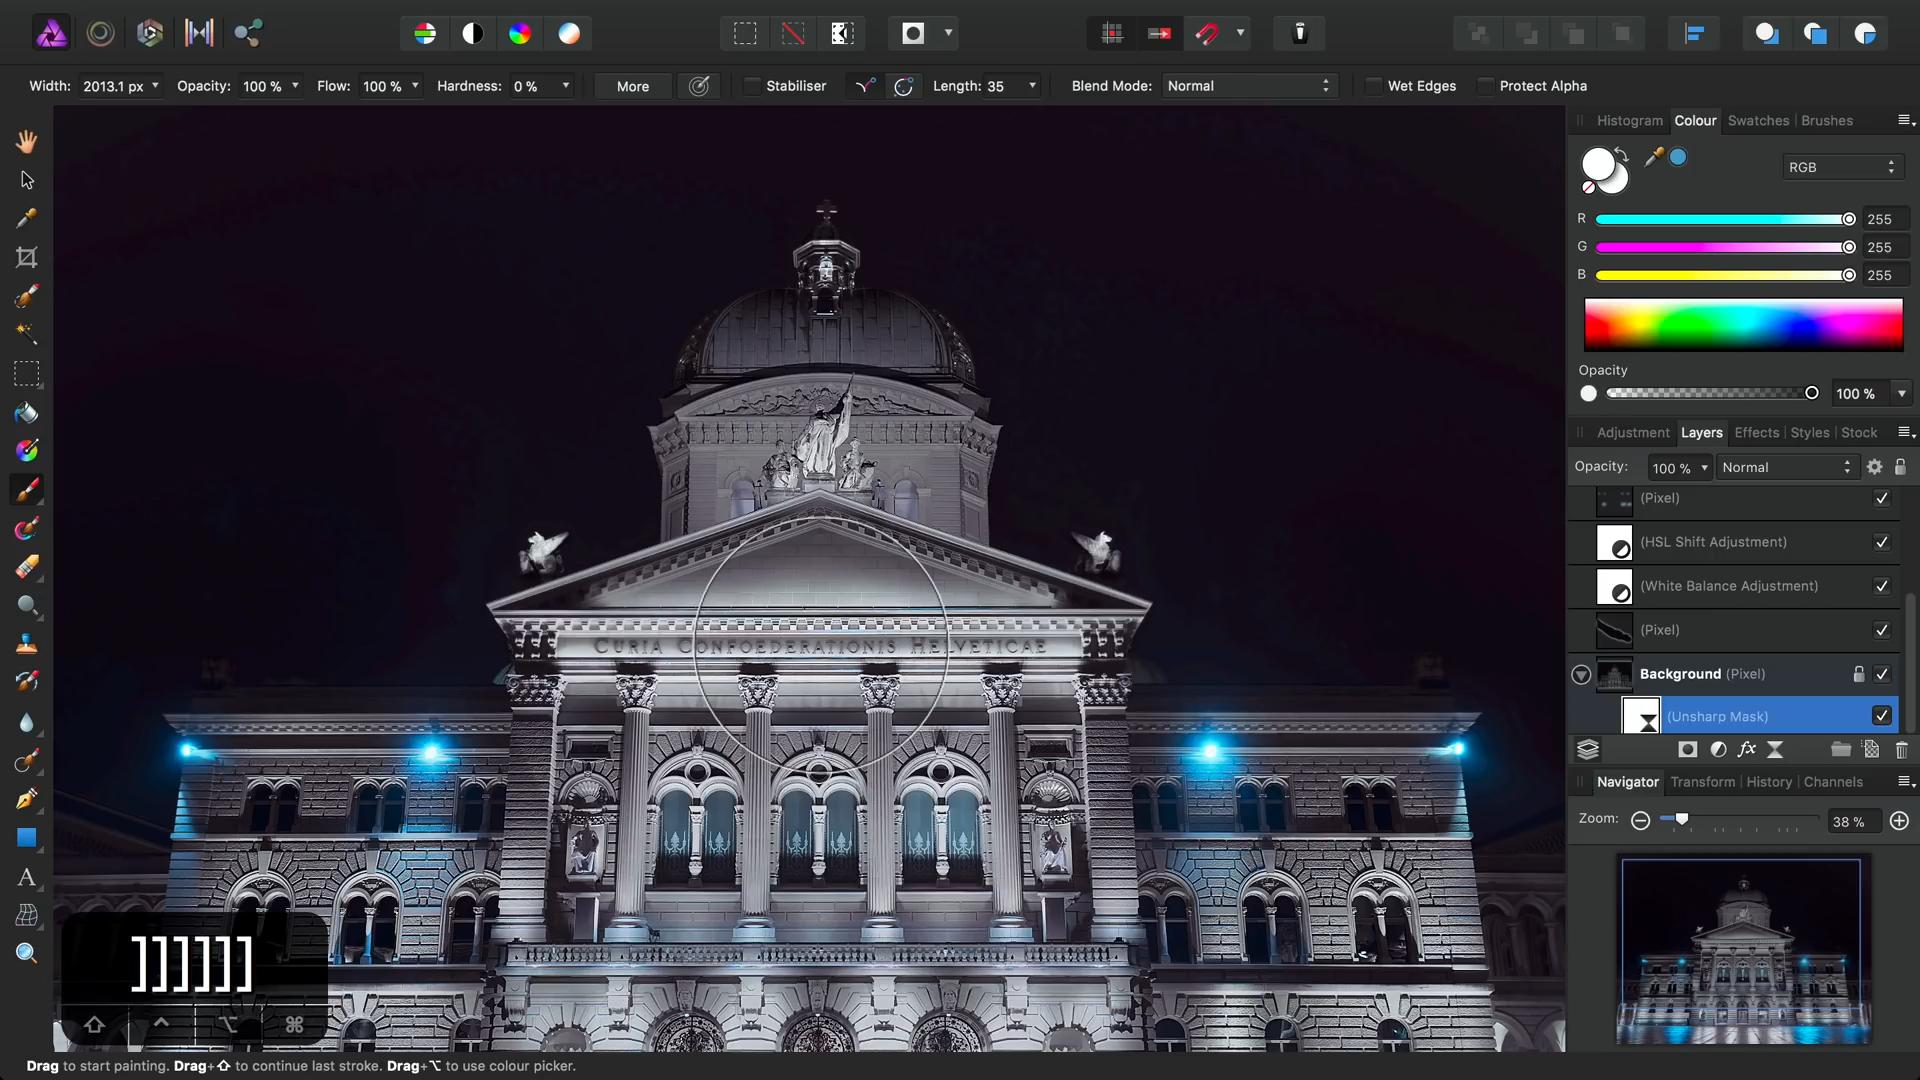 Width: 2013.1 px Opacity: 100 % Flow: 100 % Hardness: 0 % More Stabiliser Length: 35 Blend Mode: Normal Wet Edges Protect Alpha
Histogram Colour Swatches Brushes
RGB
R 255
G 255
B 255
Opacity
100 %
Adjustment Layers Effects Styles Stock
Opacity: 100 % Normal
(Pixel)
(HSL Shift Adjustment)
(White Balance Adjustment)
(Pixel)
Background (Pixel)
(Unsharp Mask)
fx
Navigator Transform History Channels
Zoom: 38 %
CURIA CONFOEDERATIONIS HELVETICAE
A
]]]]]]
Drag to start painting. Drag+⇧ to continue last stroke. Drag+⌥ to use colour picker.